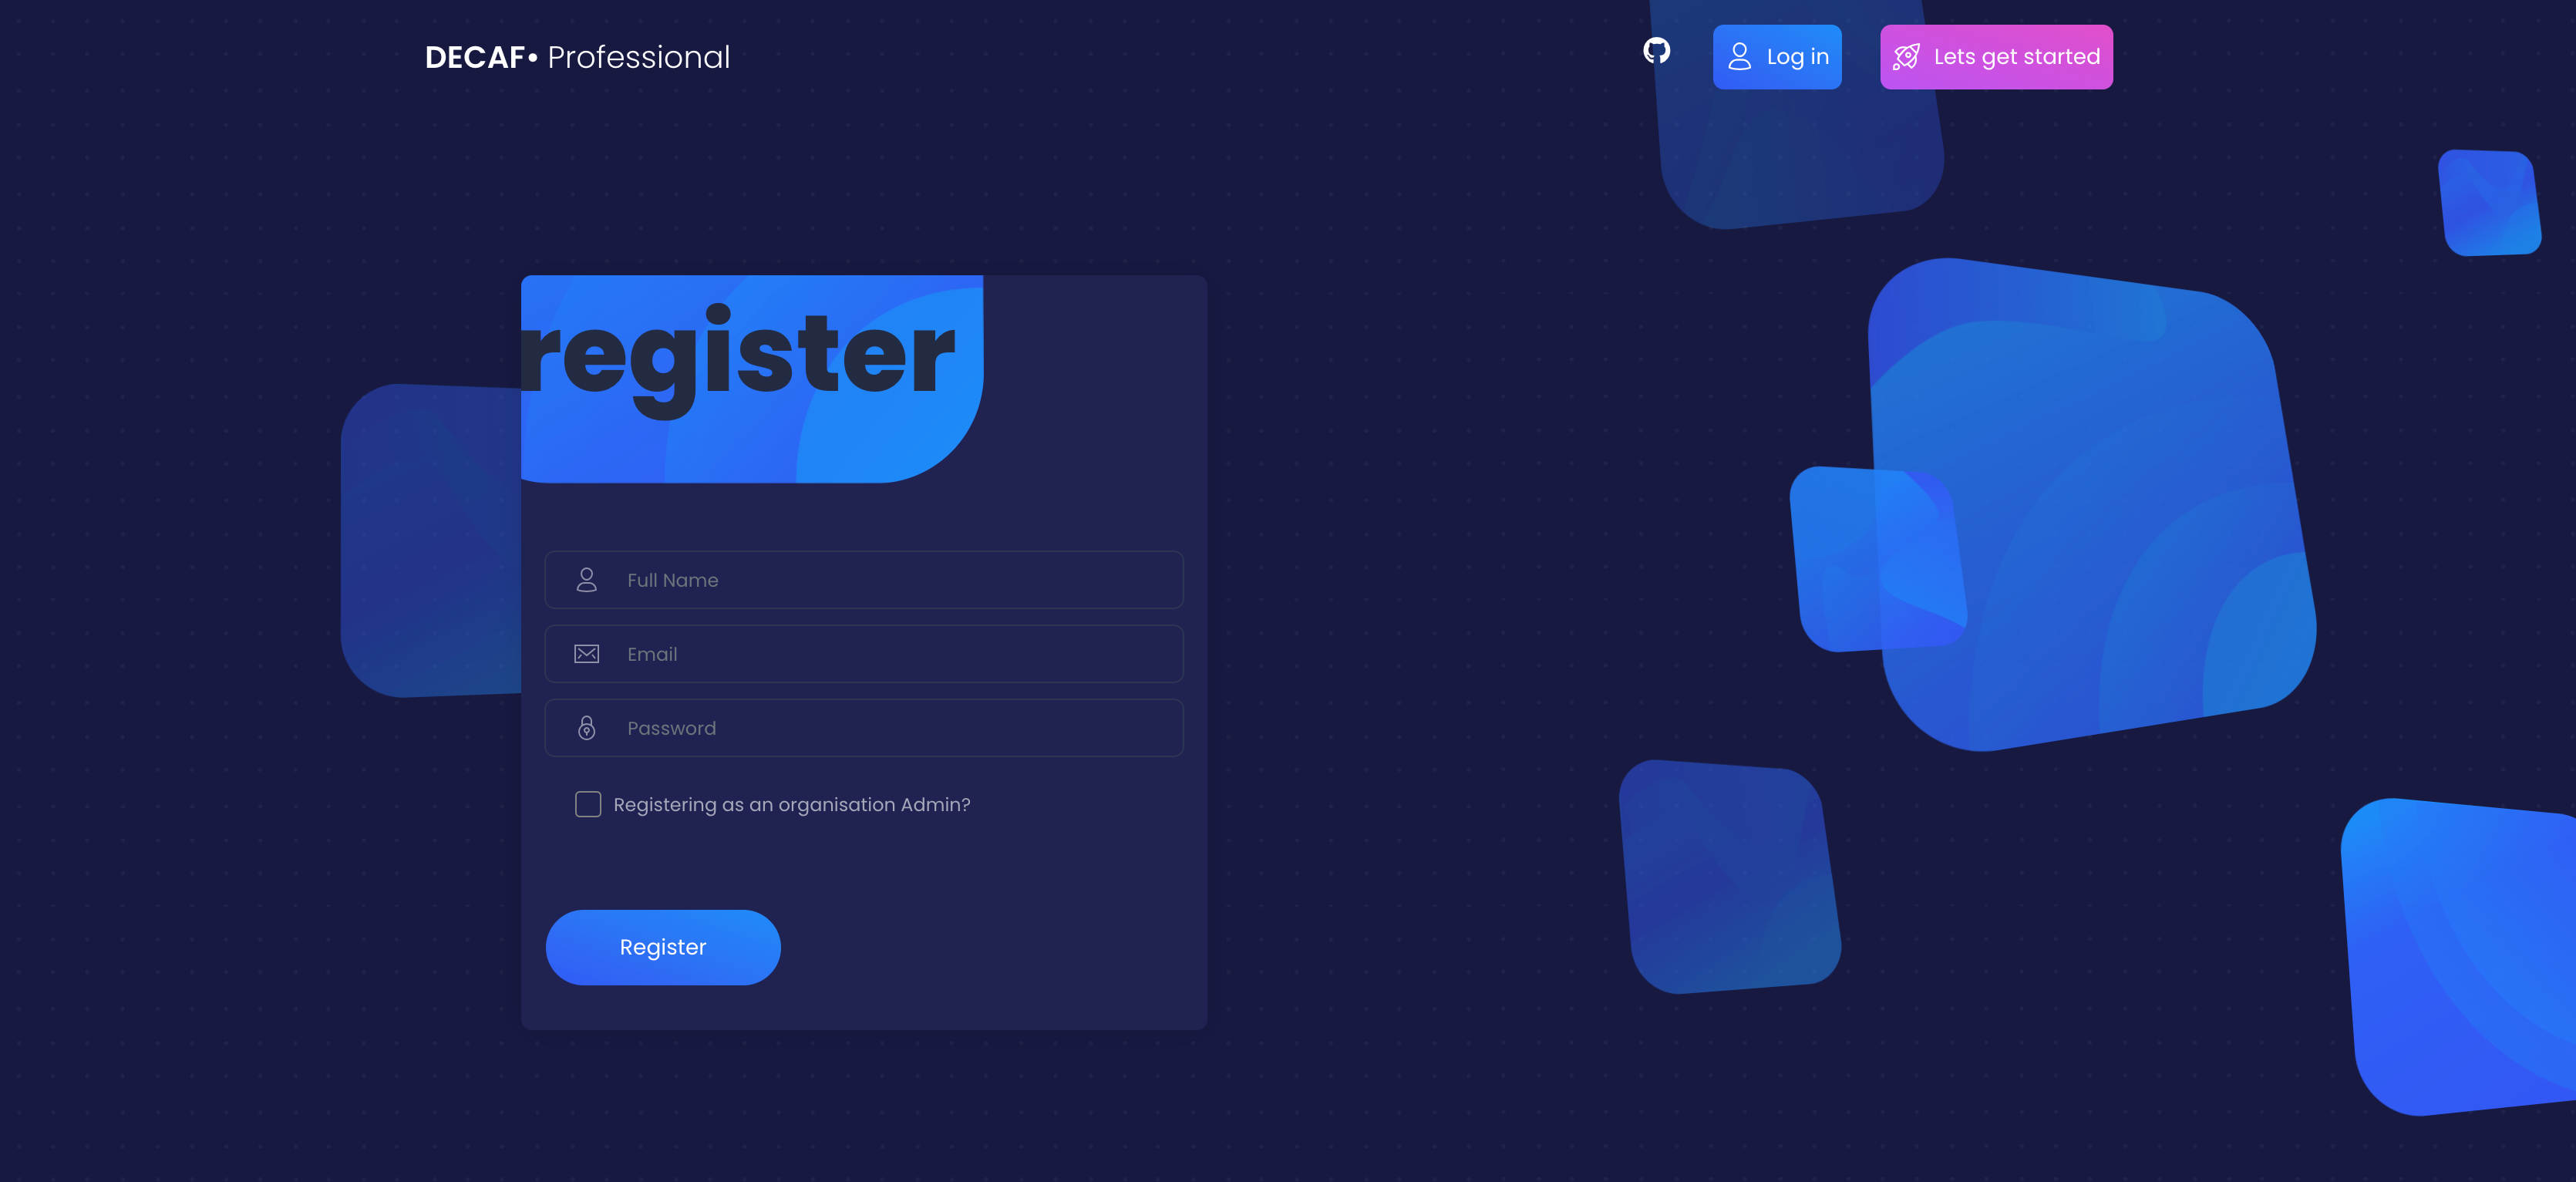 DECAF• Professional
Log in
Lets get started
register
Full Name
Email
Password
Registering as an organisation Admin?
Register